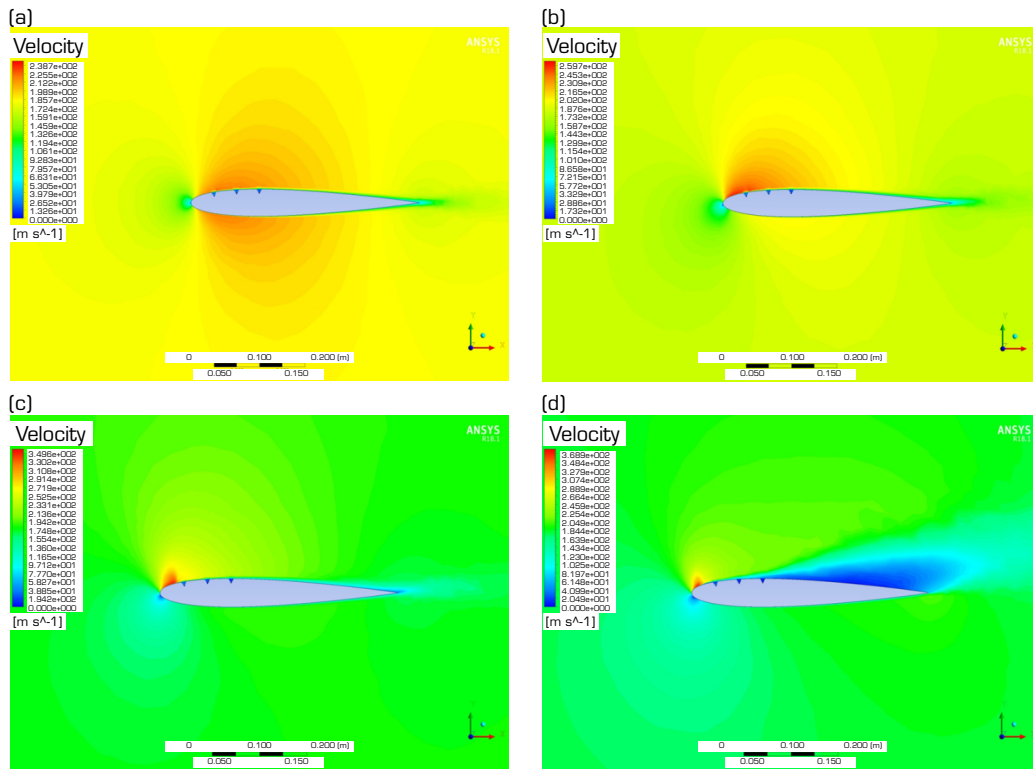 (a)
Velocity
2.387e+002
2.255e+002
2.122e+002
1.989e+002
1.857e+002
1.724e+002
1.591e+002
1.459e+002
1.326e+002
1.194e+002
1.061e+002
9.283e+001
7.957e+001
6.631e+001
5.305e+001
3.979e+001
2.652e+001
1.326e+001
0.000e+000
[m s^-1]
ANSYS
R18.1
Y
X
0 0.100 0.200 (m)
0.050 0.150
(b)
Velocity
2.597e+002
2.453e+002
2.309e+002
2.165e+002
2.020e+002
1.876e+002
1.732e+002
1.587e+002
1.443e+002
1.299e+002
1.154e+002
1.010e+002
8.658e+001
7.215e+001
5.772e+001
3.329e+001
2.886e+001
1.732e+001
0.000e+000
[m s^-1]
ANSYS
R18.1
0 0.100 0.200 (m)
0.050 0.150
(c)
Velocity
3.496e+002
3.302e+002
3.108e+002
2.914e+002
2.719e+002
2.525e+002
2.331e+002
2.136e+002
1.942e+002
1.748e+002
1.554e+002
1.360e+002
1.165e+002
9.712e+001
7.770e+001
5.827e+001
3.885e+001
1.942e+001
0.000e+000
[m s^-1]
ANSYS
R18.1
0 0.100 0.200 (m)
0.050 0.150
(d)
Velocity
3.689e+002
3.484e+002
3.279e+002
3.074e+002
2.889e+002
2.664e+002
2.459e+002
2.254e+002
2.049e+002
1.844e+002
1.639e+002
1.434e+002
1.230e+002
1.025e+002
8.197e+001
6.148e+001
4.099e+001
2.049e+001
0.000e+000
[m s^-1]
ANSYS
R18.1
0 0.100 0.200 (m)
0.050 0.150